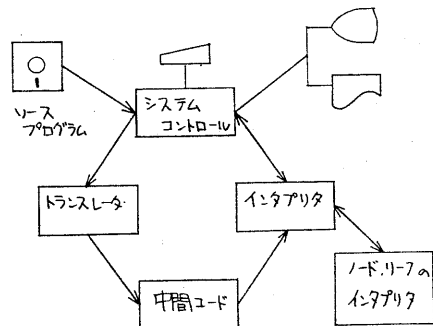 ソース
プログラム
システム
コントロール
トランスレータ
インタプリタ
中間コード
ノード,リーフの
インタプリタ